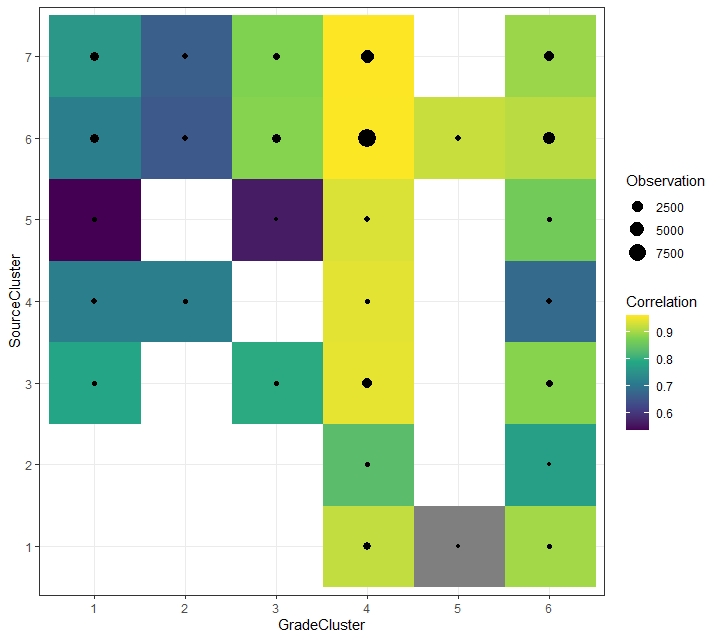 7
6
5
4
3
2
1
SourceCluster
1 2 3 4 5 6
GradeCluster
Observation
2500
5000
7500
Correlation
0.9
0.8
0.7
0.6